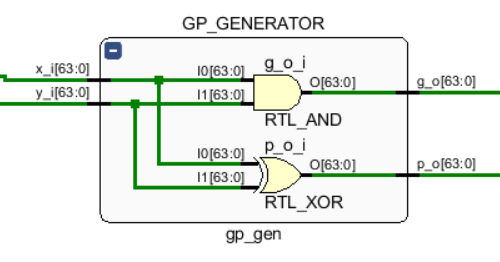 GP_GENERATOR
x_i[63:0]
y_i[63:0]
I0[63:0]
I1[63:0]
g_o_i
O[63:0]
RTL_AND
g_o[63:0]
I0[63:0]
I1[63:0]
p_o_i
O[63:0]
RTL_XOR
p_o[63:0]
gp_gen